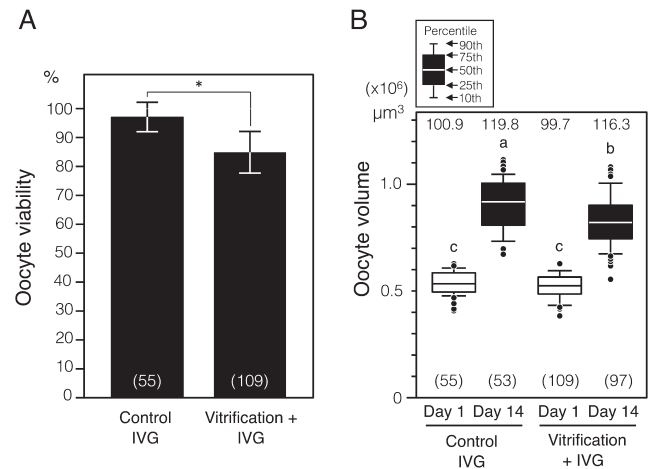 A
%
100
90
80
70
60
50
40
30
20
10
0
Oocyte viability
*
(55)
(109)
Control
IVG
Vitrification +
IVG
B
Percentile
90th
75th
50th
25th
10th
(x10⁶)
µm³
1.0
0.5
0
Oocyte volume
100.9 119.8 99.7 116.3
a
b
c
c
(55) (53) (109) (97)
Day 1 Day 14 Day 1 Day 14
Control
IVG
Vitrification
+ IVG